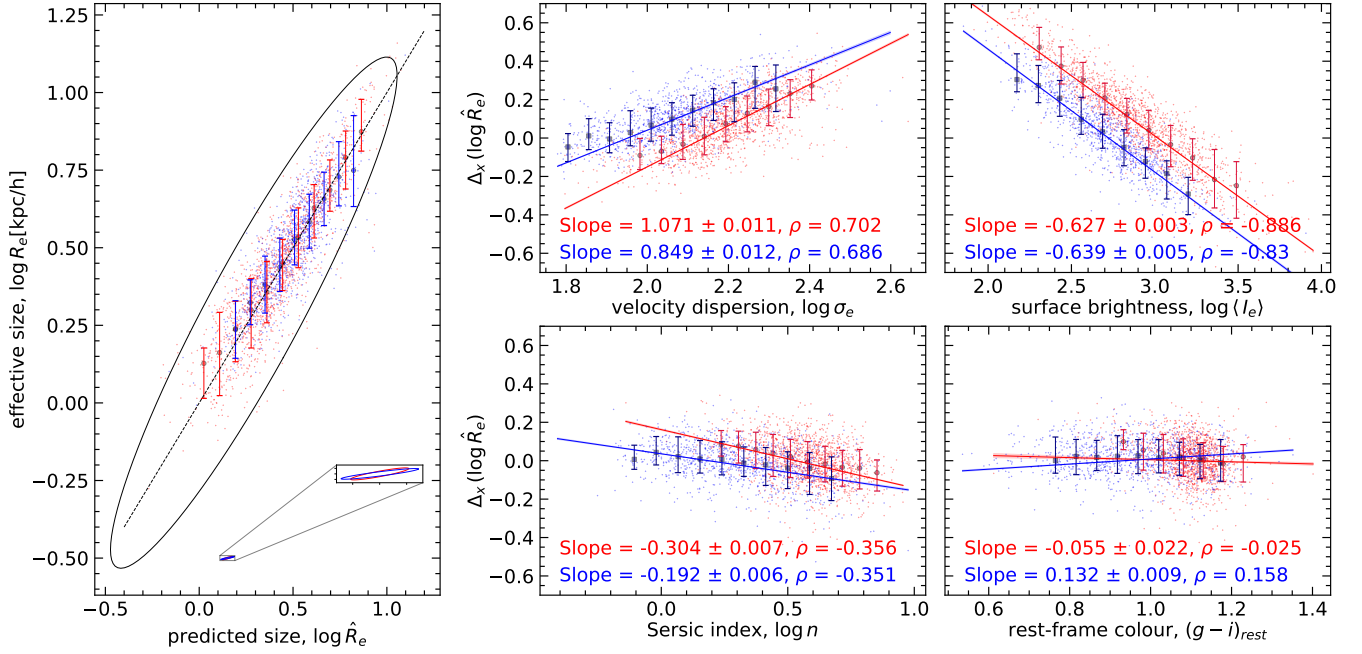 1.25
1.00
0.75
0.50
0.25
0.00
−0.25
−0.50
effective size, log R_e[kpc/h]
−0.5 0.0 0.5 1.0
predicted size, log R̂_e
0.6
0.4
0.2
0.0
−0.2
−0.4
−0.6
Δ_x (log R̂_e)
Slope = 1.071 ± 0.011, ρ = 0.702
Slope = 0.849 ± 0.012, ρ = 0.686
1.8 2.0 2.2 2.4 2.6
velocity dispersion, log σ_e
Slope = -0.627 ± 0.003, ρ = -0.886
Slope = -0.639 ± 0.005, ρ = -0.83
2.0 2.5 3.0 3.5 4.0
surface brightness, log ⟨I_e⟩
0.6
0.4
0.2
0.0
−0.2
−0.4
−0.6
Δ_x (log R̂_e)
Slope = -0.304 ± 0.007, ρ = -0.356
Slope = -0.192 ± 0.006, ρ = -0.351
0.0 0.5 1.0
Sersic index, log n
Slope = -0.055 ± 0.022, ρ = -0.025
Slope = 0.132 ± 0.009, ρ = 0.158
0.6 0.8 1.0 1.2 1.4
rest-frame colour, (g − i)_rest